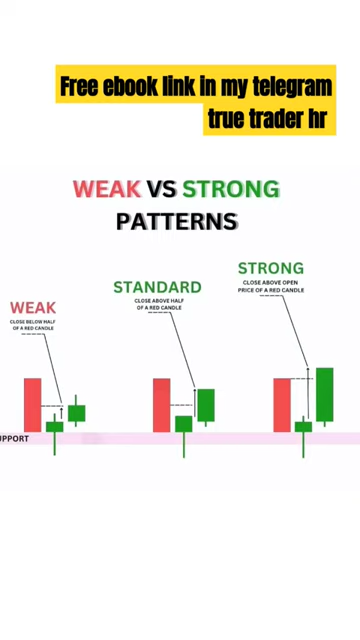 Free ebook link in my telegram
true trader hr
WEAK VS STRONG
PATTERNS
WEAK
CLOSE BELOW HALF
OF A RED CANDLE
STANDARD
CLOSE ABOVE HALF
OF A RED CANDLE
STRONG
CLOSE ABOVE OPEN
PRICE OF A RED CANDLE
UPPORT